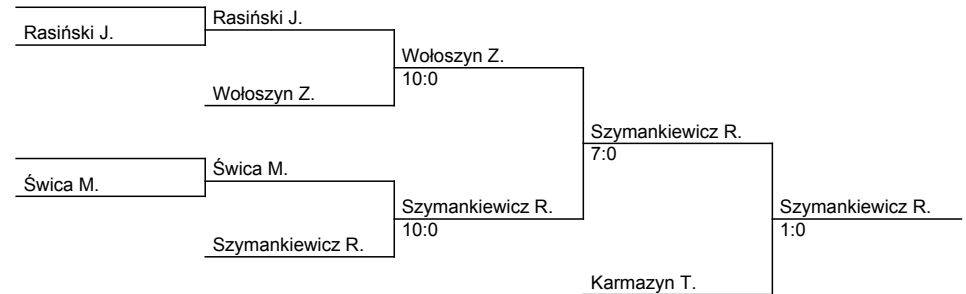 Rasiński J.
Rasiński J.
Wołoszyn Z.
10:0
Wołoszyn Z.
Szymankiewicz R.
7:0
Świca M.
Świca M.
Szymankiewicz R.
10:0
Szymankiewicz R.
Szymankiewicz R.
1:0
Karmazyn T.